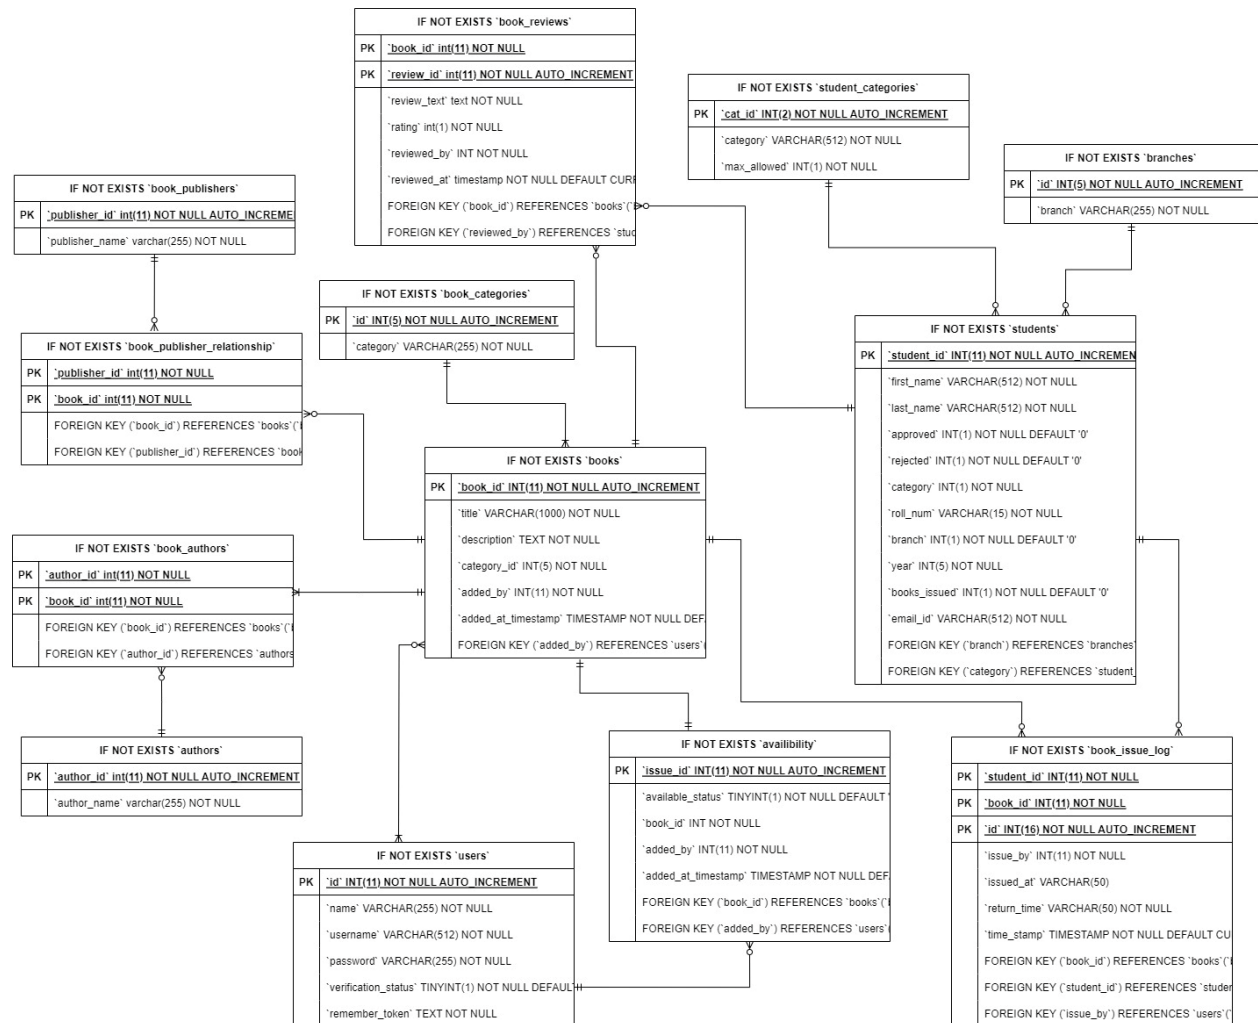 IF NOT EXISTS `book_reviews`
PK `book_id` int(11) NOT NULL
PK `review_id` int(11) NOT NULL AUTO_INCREMENT
`review_text` text NOT NULL
`rating` int(1) NOT NULL
`reviewed_by` INT NOT NULL
`reviewed_at` timestamp NOT NULL DEFAULT CURR
FOREIGN KEY (`book_id`) REFERENCES `books`(`
FOREIGN KEY (`reviewed_by`) REFERENCES `stud
IF NOT EXISTS `student_categories`
PK `cat_id` INT(2) NOT NULL AUTO_INCREMENT
`category` VARCHAR(512) NOT NULL
`max_allowed` INT(1) NOT NULL
IF NOT EXISTS `branches`
PK `id` INT(5) NOT NULL AUTO_INCREMENT
`branch` VARCHAR(255) NOT NULL
IF NOT EXISTS `book_publishers`
PK `publisher_id` int(11) NOT NULL AUTO_INCREME
`publisher_name` varchar(255) NOT NULL
IF NOT EXISTS `book_categories`
PK `id` INT(5) NOT NULL AUTO_INCREMENT
`category` VARCHAR(255) NOT NULL
IF NOT EXISTS `book_publisher_relationship`
PK `publisher_id` int(11) NOT NULL
PK `book_id` int(11) NOT NULL
FOREIGN KEY (`book_id`) REFERENCES `books`(`
FOREIGN KEY (`publisher_id`) REFERENCES `book
IF NOT EXISTS `students`
PK `student_id` INT(11) NOT NULL AUTO_INCREMEN
`first_name` VARCHAR(512) NOT NULL
`last_name` VARCHAR(512) NOT NULL
`approved` INT(1) NOT NULL DEFAULT '0'
`rejected` INT(1) NOT NULL DEFAULT '0'
`category` INT(1) NOT NULL
`roll_num` VARCHAR(15) NOT NULL
`branch` INT(1) NOT NULL DEFAULT '0'
`year` INT(5) NOT NULL
`books_issued` INT(1) NOT NULL DEFAULT '0'
`email_id` VARCHAR(512) NOT NULL
FOREIGN KEY (`branch`) REFERENCES `branches`
FOREIGN KEY (`category`) REFERENCES `student_
IF NOT EXISTS `books`
PK `book_id` INT(11) NOT NULL AUTO_INCREMENT
`title` VARCHAR(1000) NOT NULL
`description` TEXT NOT NULL
`category_id` INT(5) NOT NULL
`added_by` INT(11) NOT NULL
`added_at_timestamp` TIMESTAMP NOT NULL DEF
FOREIGN KEY (`added_by`) REFERENCES `users`(
IF NOT EXISTS `book_authors`
PK `author_id` int(11) NOT NULL
PK `book_id` int(11) NOT NULL
FOREIGN KEY (`book_id`) REFERENCES `books`(`
FOREIGN KEY (`author_id`) REFERENCES `authors
IF NOT EXISTS `authors`
PK `author_id` int(11) NOT NULL AUTO_INCREMENT
`author_name` varchar(255) NOT NULL
IF NOT EXISTS `availibility`
PK `issue_id` INT(11) NOT NULL AUTO_INCREMENT
`available_status` TINYINT(1) NOT NULL DEFAULT '
`book_id` INT NOT NULL
`added_by` INT(11) NOT NULL
`added_at_timestamp` TIMESTAMP NOT NULL DEF
FOREIGN KEY (`book_id`) REFERENCES `books`(`
FOREIGN KEY (`added_by`) REFERENCES `users`(
IF NOT EXISTS `book_issue_log`
PK `student_id` INT(11) NOT NULL
PK `book_id` INT(11) NOT NULL
PK `id` INT(16) NOT NULL AUTO_INCREMENT
`issue_by` INT(11) NOT NULL
`issued_at` VARCHAR(50)
`return_time` VARCHAR(50) NOT NULL
`time_stamp` TIMESTAMP NOT NULL DEFAULT CU
FOREIGN KEY (`book_id`) REFERENCES `books`(`
FOREIGN KEY (`student_id`) REFERENCES `studer
FOREIGN KEY (`issue_by`) REFERENCES `users`(`
IF NOT EXISTS `users`
PK `id` INT(11) NOT NULL AUTO_INCREMENT
`name` VARCHAR(255) NOT NULL
`username` VARCHAR(512) NOT NULL
`password` VARCHAR(255) NOT NULL
`verification_status` TINYINT(1) NOT NULL DEFAUL
`remember_token` TEXT NOT NULL